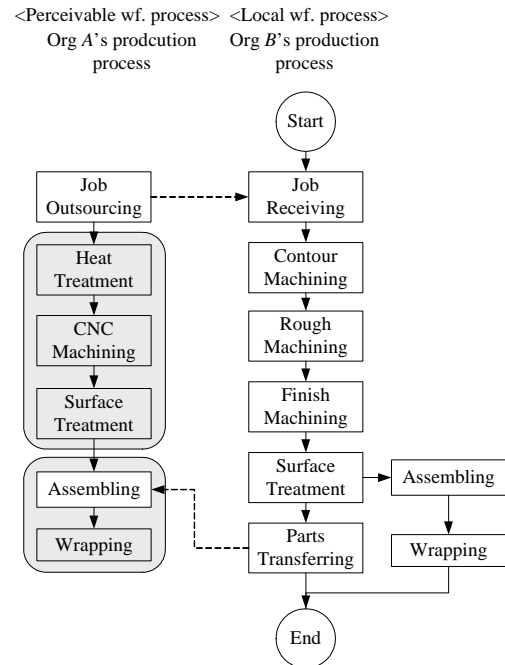 <Perceivable wf. process>
Org A's prodcution
process
<Local wf. process>
Org B's production
process
Start
Job
Outsourcing
Job
Receiving
Heat
Treatment
Contour
Machining
CNC
Machining
Rough
Machining
Surface
Treatment
Finish
Machining
Assembling
Surface
Treatment
Assembling
Wrapping
Parts
Transferring
Wrapping
End